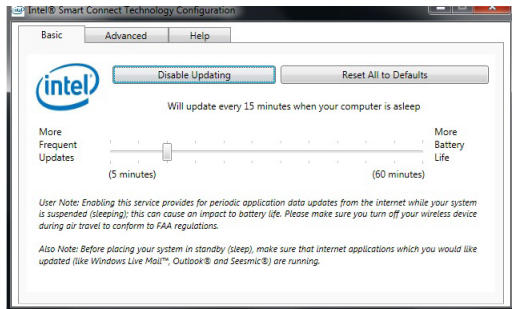 Intel® Smart Connect Technology Configuration
Basic Advanced Help
intel
Disable Updating Reset All to Defaults
Will update every 15 minutes when your computer is asleep
More
Frequent
Updates
More
Battery
Life
(5 minutes) (60 minutes)
User Note: Enabling this service provides for periodic application data updates from the internet while your system
is suspended (sleeping); this can cause an impact to battery life. Please make sure you turn off your wireless device
during air travel to conform to FAA regulations.
Also Note: Before placing your system in standby (sleep), make sure that internet applications which you would like
updated (like Windows Live Mail™, Outlook® and Seesmic®) are running.